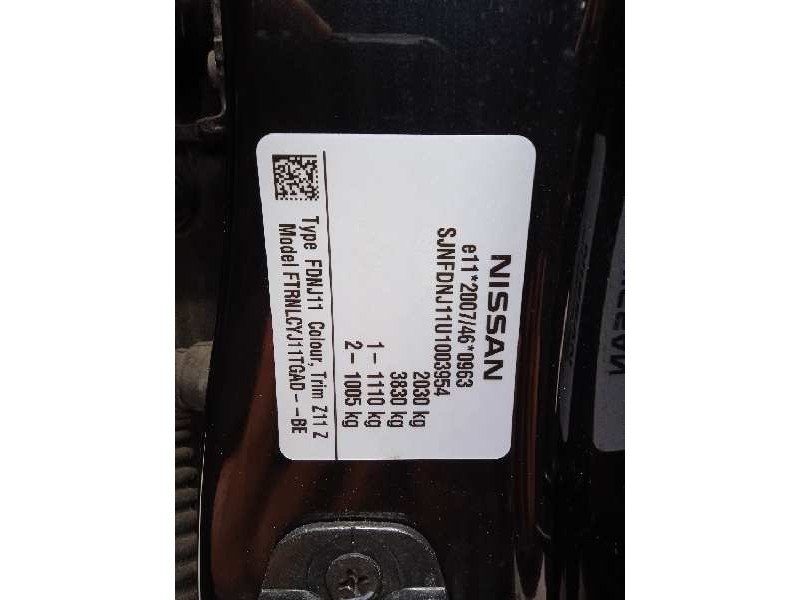 NISSAN
e11*2007/46*0963
SJNFDNJ11U1003954
2030 kg
3830 kg
1- 1110 kg
2- 1005 kg
Type FDNJ11 Colour, Trim Z11 Z
Model FTRNLCYJ11TGAD--BE